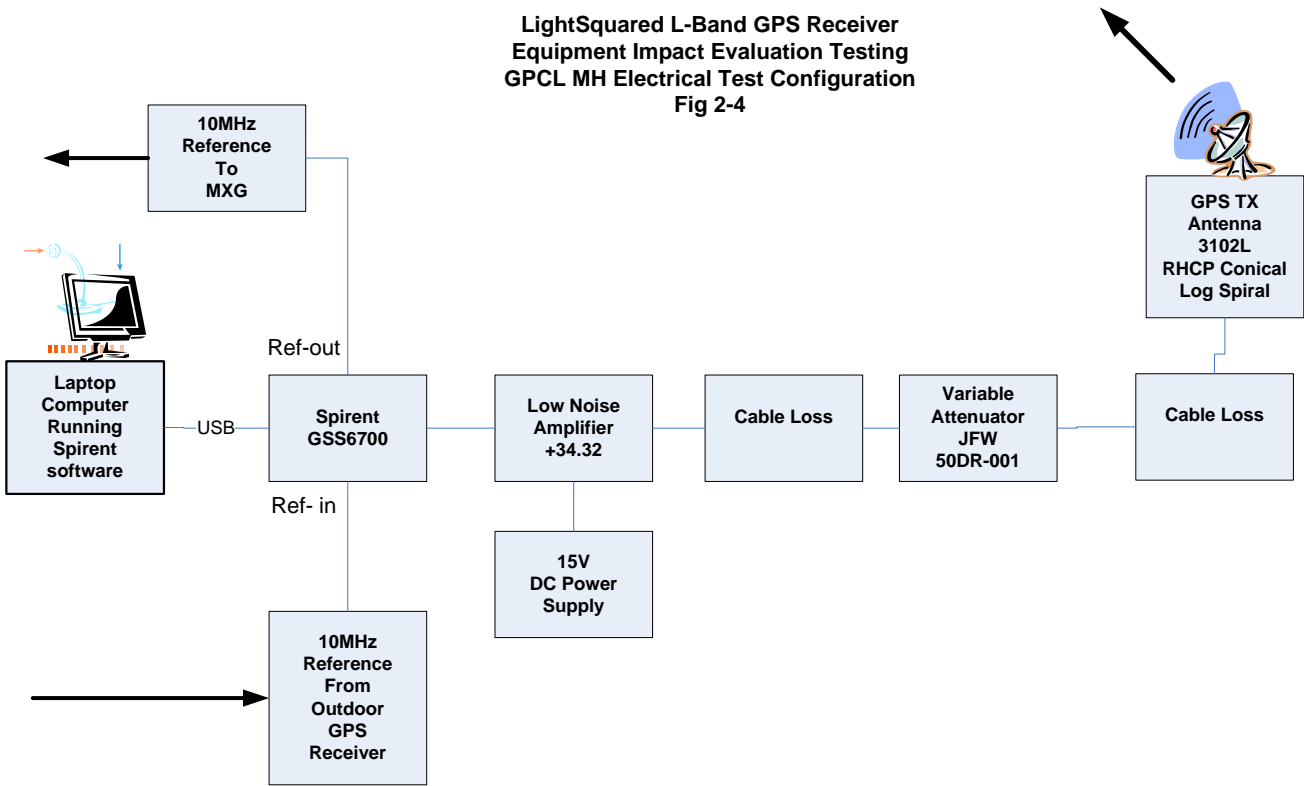 LightSquared L-Band GPS Receiver
Equipment Impact Evaluation Testing
GPCL MH Electrical Test Configuration
Fig 2-4
10MHz
Reference
To
MXG
GPS TX
Antenna
3102L
RHCP Conical
Log Spiral
Ref-out
Laptop
Computer
Running
Spirent
software
USB
Spirent
GSS6700
Low Noise
Amplifier
+34.32
Cable Loss
Variable
Attenuator
JFW
50DR-001
Cable Loss
Ref- in
15V
DC Power
Supply
10MHz
Reference
From
Outdoor
GPS
Receiver